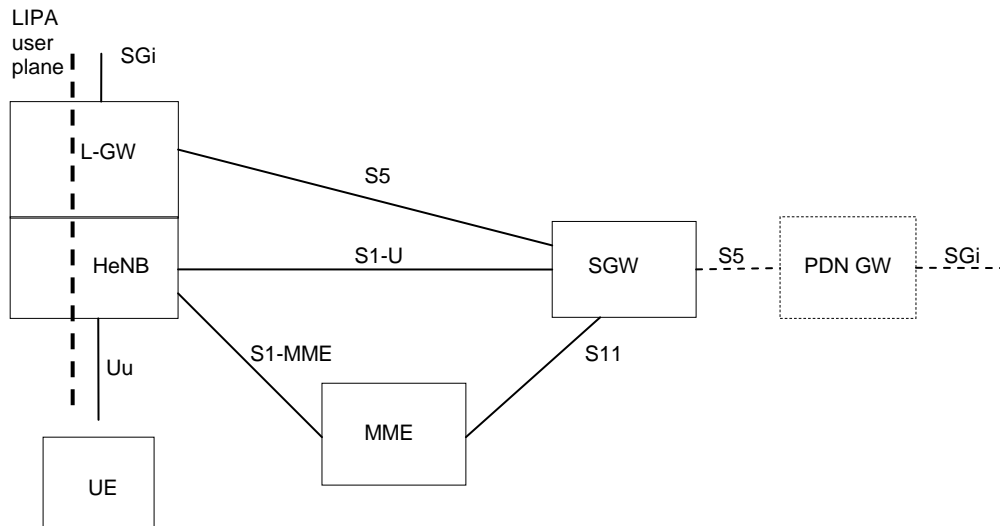 LIPA
user
plane
SGi
L-GW
S5
HeNB
S1-U
SGW
S5
PDN GW
SGi
Uu
S1-MME
S11
MME
UE